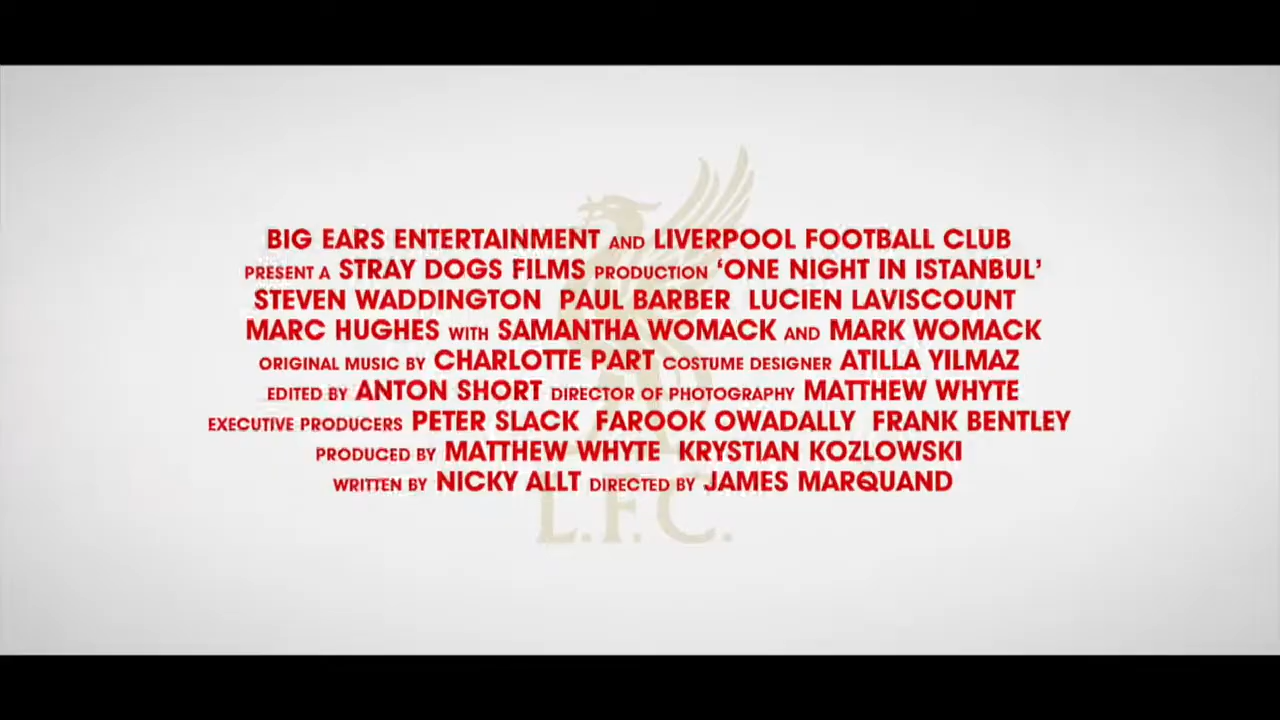 BIG EARS ENTERTAINMENT AND LIVERPOOL FOOTBALL CLUB
PRESENT A STRAY DOGS FILMS PRODUCTION ‘ONE NIGHT IN ISTANBUL’
STEVEN WADDINGTON PAUL BARBER LUCIEN LAVISCOUNT
MARC HUGHES WITH SAMANTHA WOMACK AND MARK WOMACK
ORIGINAL MUSIC BY CHARLOTTE PART COSTUME DESIGNER ATILLA YILMAZ
EDITED BY ANTON SHORT DIRECTOR OF PHOTOGRAPHY MATTHEW WHYTE
EXECUTIVE PRODUCERS PETER SLACK FAROOK OWADALLY FRANK BENTLEY
PRODUCED BY MATTHEW WHYTE KRYSTIAN KOZLOWSKI
WRITTEN BY NICKY ALLT DIRECTED BY JAMES MARQUAND
L.F.C.